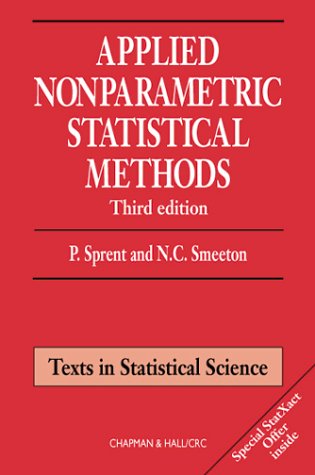 APPLIED
NONPARAMETRIC
STATISTICAL
METHODS
Third edition
P. Sprent and N.C. Smeeton
Texts in Statistical Science
CHAPMAN & HALL/CRC
Special StatXact
Offer
inside